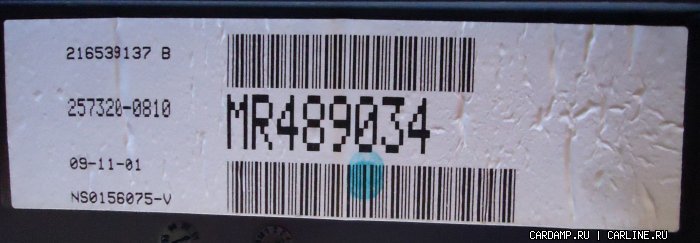 216539137 B
257320-0810
MR489034
09-11-01
NS0156075-V
CARDAMP.RU | CARLINE.RU